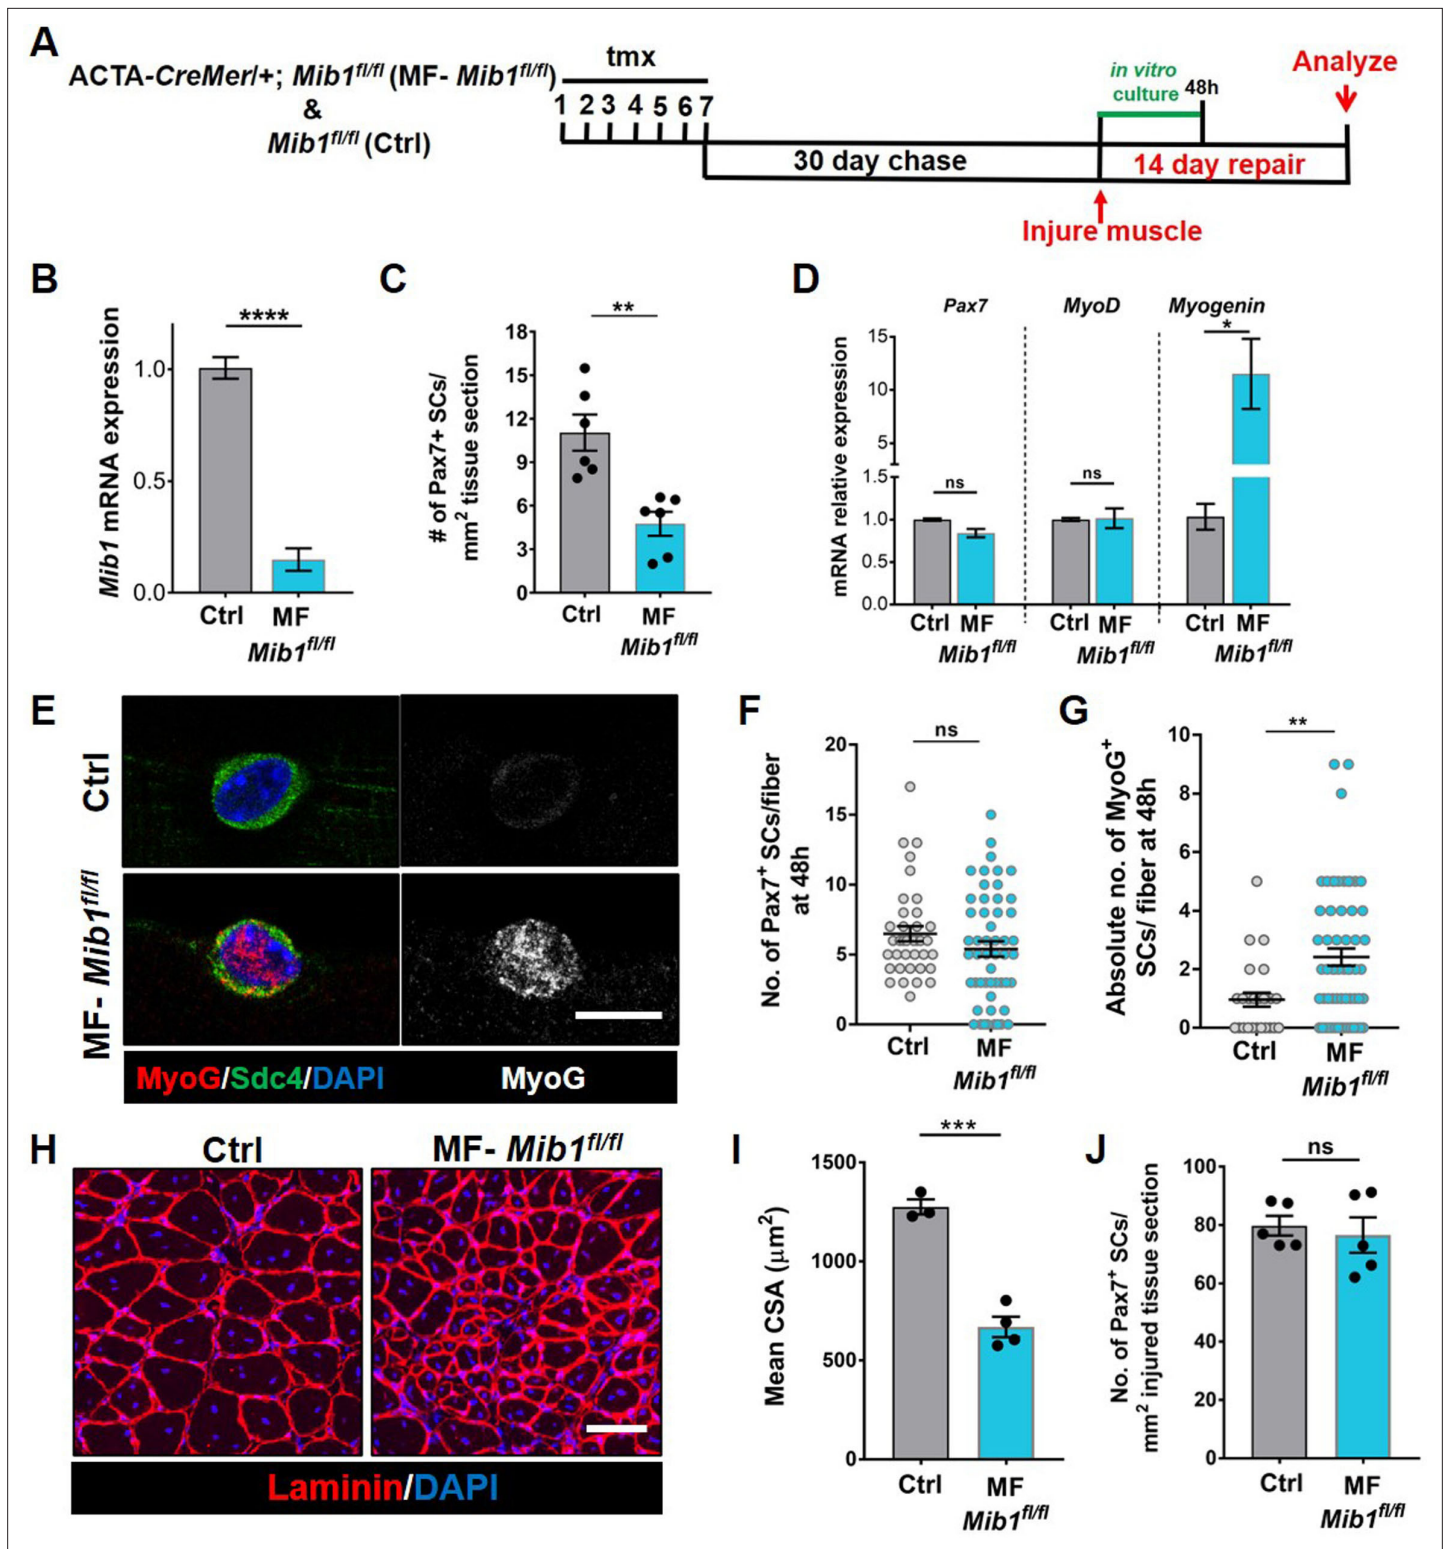 A
ACTA-CreMer/+; Mib1fl/fl (MF- Mib1fl/fl)
&
Mib1fl/fl (Ctrl)
tmx
1 2 3 4 5 6 7
30 day chase
in vitro
culture
48h
14 day repair
Analyze
Injure muscle
B
****
Mib1 mRNA expression
1.0
0.5
0.0
Ctrl MF
Mib1fl/fl
C
**
# of Pax7+ SCs/
mm2 tissue section
18
15
12
9
6
3
0
Ctrl MF
Mib1fl/fl
D
Pax7 MyoD Myogenin
*
ns
ns
mRNA relative expression
15
10
5
1.5
1.0
0.5
0.0
Ctrl MF Ctrl MF Ctrl MF
Mib1fl/fl Mib1fl/fl Mib1fl/fl
E
Ctrl
MF- Mib1fl/fl
MyoG/Sdc4/DAPI
MyoG
F
ns
No. of Pax7+ SCs/fiber
at 48h
20
15
10
5
0
Ctrl MF
Mib1fl/fl
G
**
Absolute no. of MyoG+
SCs/ fiber at 48h
10
8
6
4
2
0
Ctrl MF
Mib1fl/fl
H
Ctrl MF- Mib1fl/fl
Laminin/DAPI
I
***
Mean CSA (μm2)
1500
1000
500
0
Ctrl MF
Mib1fl/fl
J
ns
No. of Pax7+ SCs/
mm2 injured tissue section
100
80
60
40
20
0
Ctrl MF
Mib1fl/fl